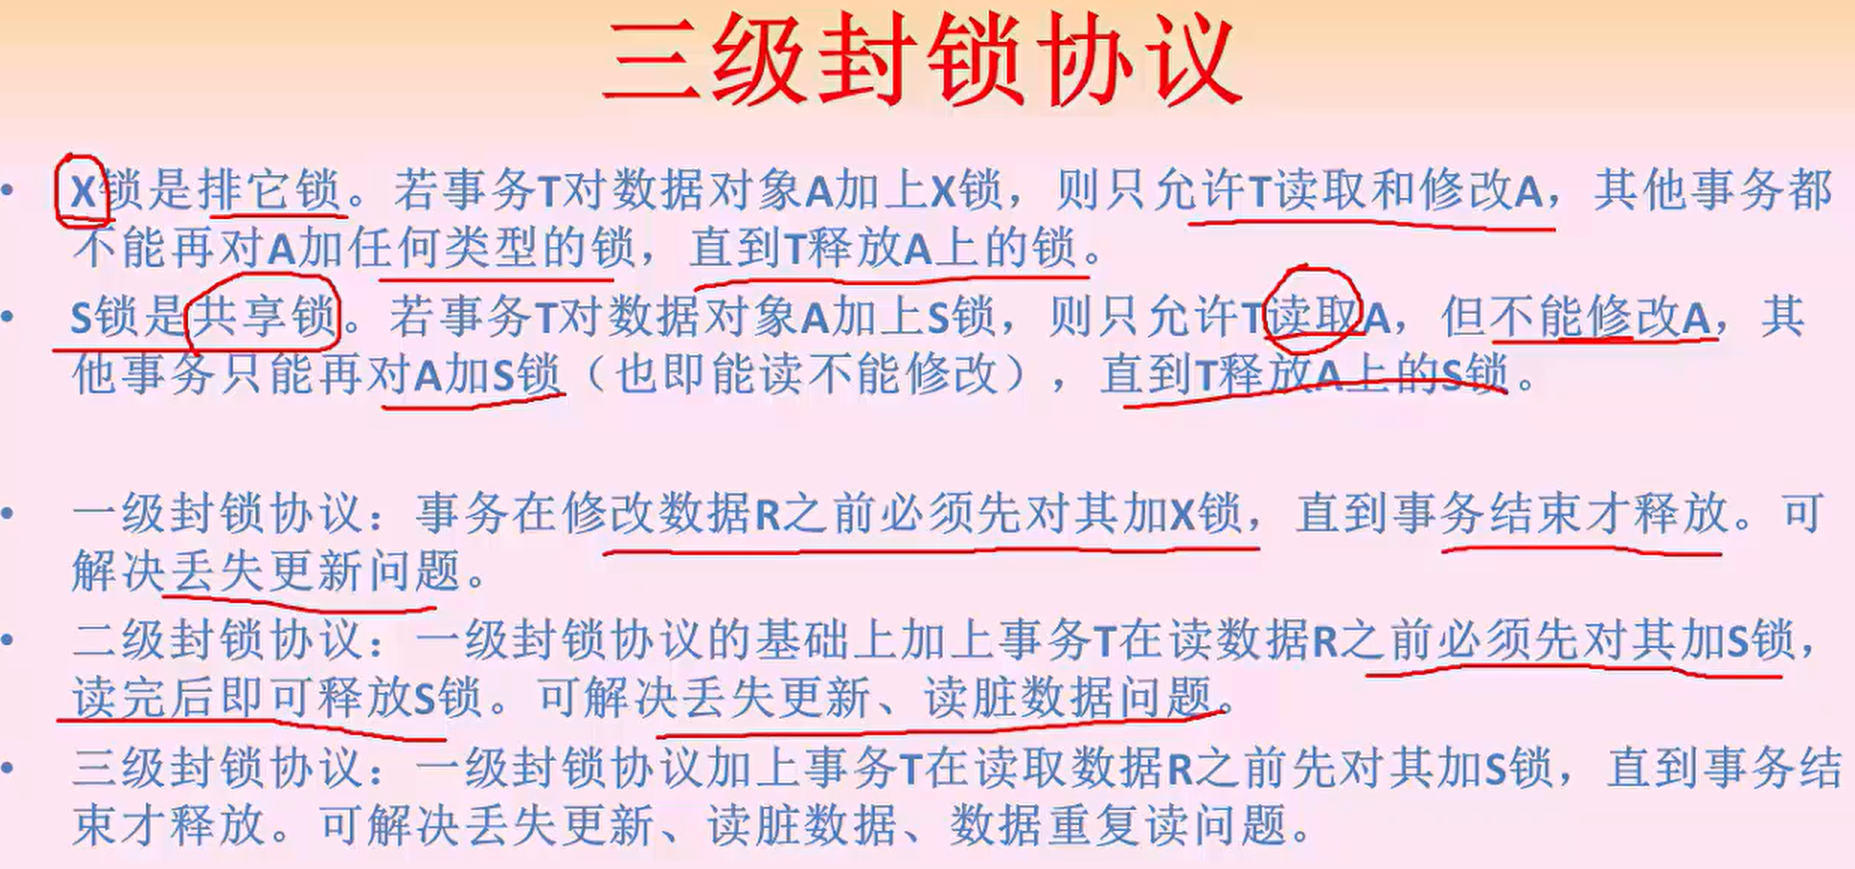 三级封锁协议
• X锁是排它锁。若事务T对数据对象A加上X锁，则只允许T读取和修改A，其他事务都
不能再对A加任何类型的锁，直到T释放A上的锁。
• S锁是共享锁。若事务T对数据对象A加上S锁，则只允许T读取A，但不能修改A，其
他事务只能再对A加S锁（也即能读不能修改），直到T释放A上的S锁。
• 一级封锁协议：事务在修改数据R之前必须先对其加X锁，直到事务结束才释放。可
解决丢失更新问题。
• 二级封锁协议：一级封锁协议的基础上加上事务T在读数据R之前必须先对其加S锁，
读完后即可释放S锁。可解决丢失更新、读脏数据问题。
• 三级封锁协议：一级封锁协议加上事务T在读取数据R之前先对其加S锁，直到事务结
束才释放。可解决丢失更新、读脏数据、数据重复读问题。